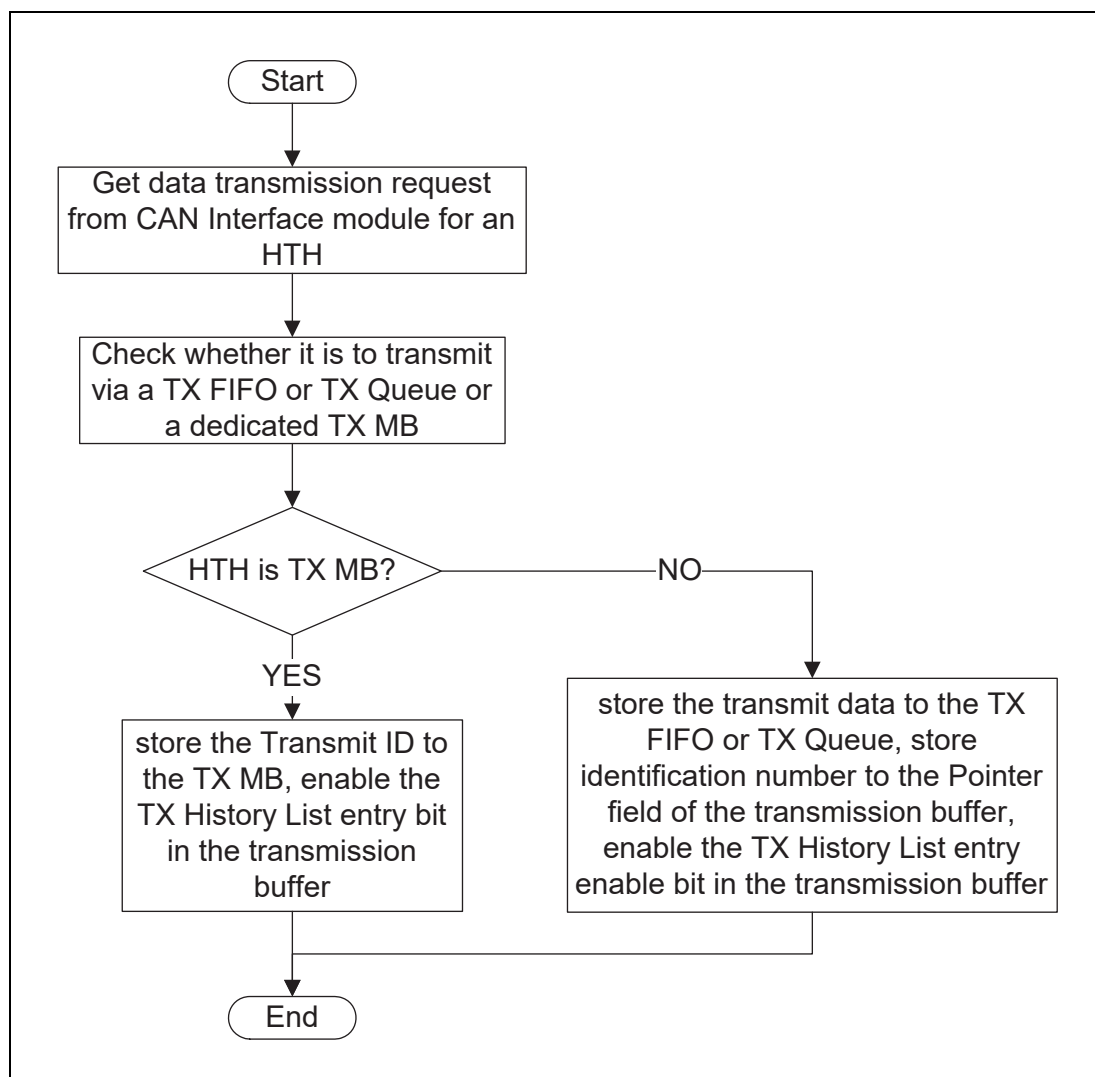 Start
Get data transmission request
from CAN Interface module for an
HTH
Check whether it is to transmit
via a TX FIFO or TX Queue or
a dedicated TX MB
HTH is TX MB?
NO
YES
store the Transmit ID to
the TX MB, enable the
TX History List entry bit
in the transmission
buffer
store the transmit data to the TX
FIFO or TX Queue, store
identification number to the Pointer
field of the transmission buffer,
enable the TX History List entry
enable bit in the transmission buffer
End